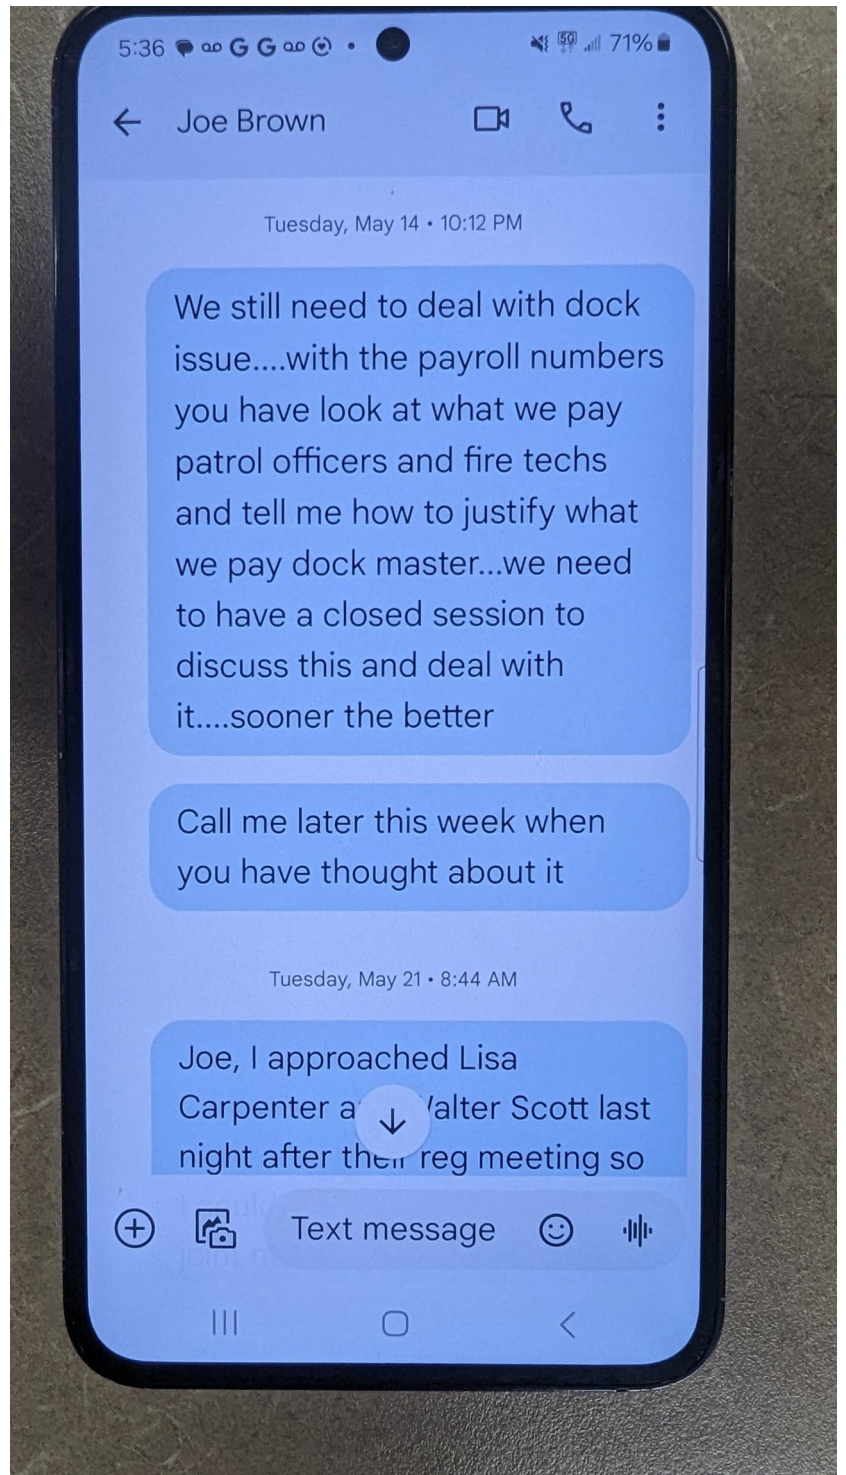 5:36 G G 5G 71%
Joe Brown
Tuesday, May 14 • 10:12 PM
We still need to deal with dock
issue....with the payroll numbers
you have look at what we pay
patrol officers and fire techs
and tell me how to justify what
we pay dock master...we need
to have a closed session to
discuss this and deal with
it....sooner the better
Call me later this week when
you have thought about it
Tuesday, May 21 • 8:44 AM
Joe, I approached Lisa
Carpenter Scott last
night after their reg meeting so
Text message